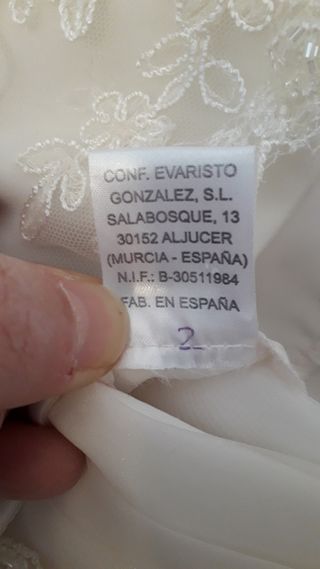 CONF. EVARISTO
GONZALEZ, S.L.
SALABOSQUE, 13
30152 ALJUCER
(MURCIA - ESPAÑA)
N.I.F.: B-30511984
FAB. EN ESPAÑA
2